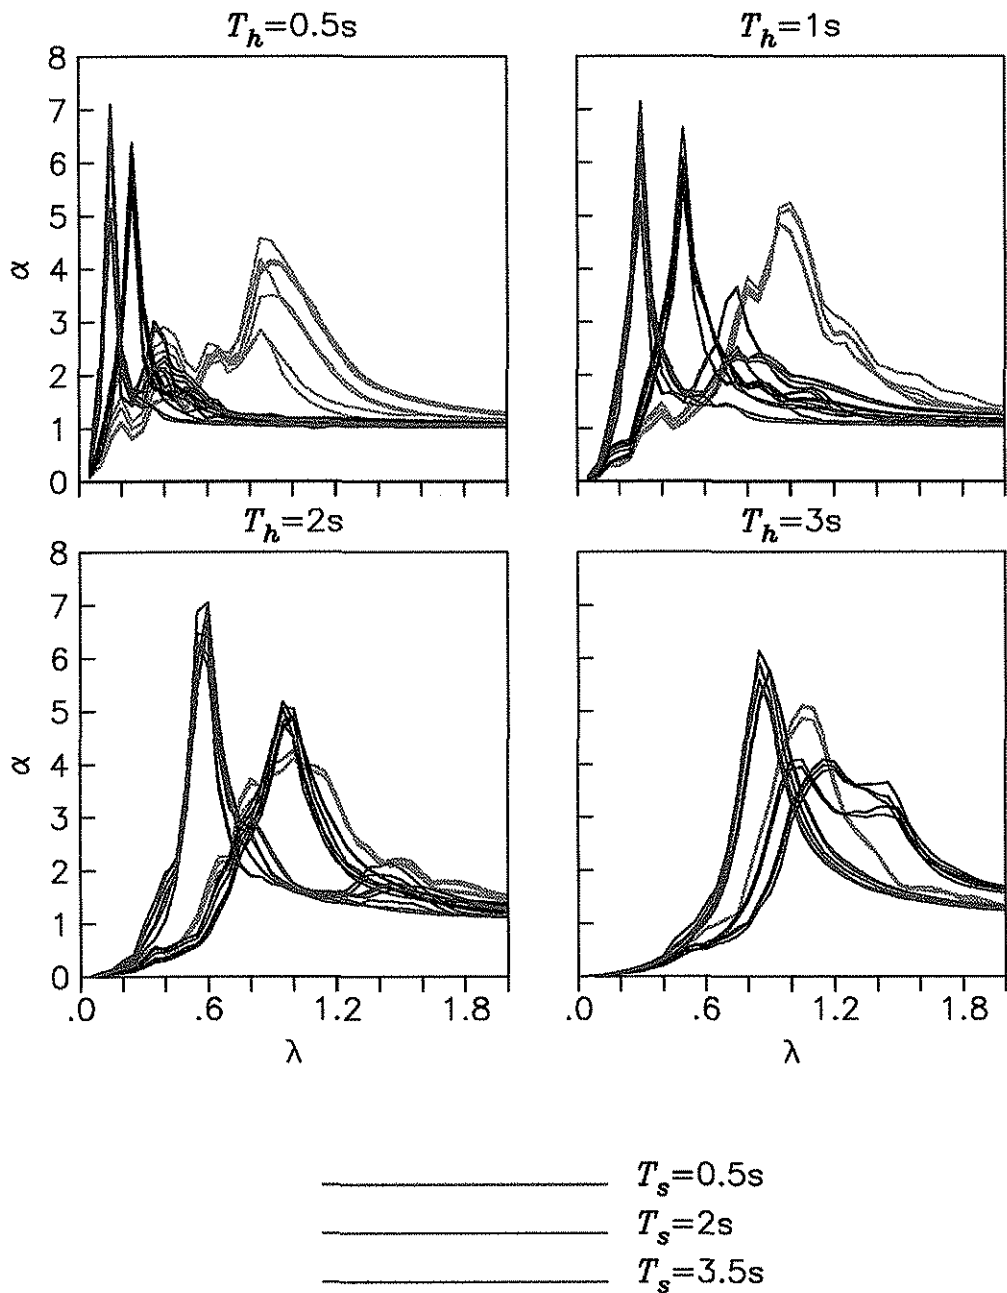 T_h=0.5s
T_h=1s
8
7
6
5
4
3
2
1
0
α
T_h=2s
T_h=3s
8
7
6
5
4
3
2
1
0
α
.0 .6 1.2 1.8
.0 .6 1.2 1.8
λ
λ
T_s=0.5s
T_s=2s
T_s=3.5s